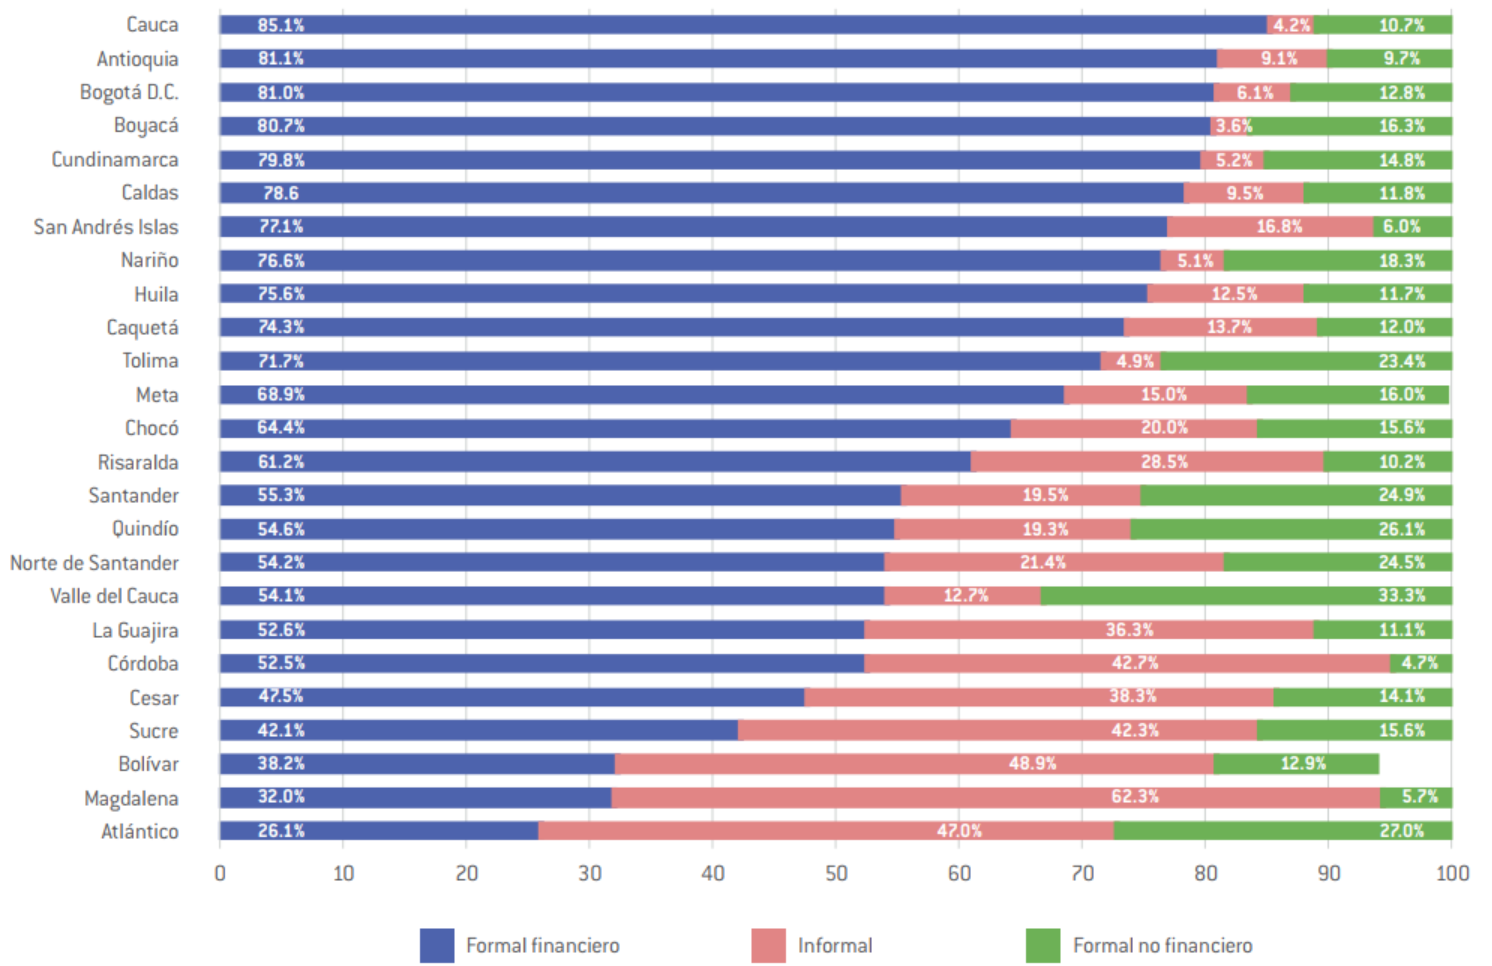 Cauca 85.1% 4.2% 10.7%
Antioquia 81.1% 9.1% 9.7%
Bogotá D.C. 81.0% 6.1% 12.8%
Boyacá 80.7% 3.6% 16.3%
Cundinamarca 79.8% 5.2% 14.8%
Caldas 78.6 9.5% 11.8%
San Andrés Islas 77.1% 16.8% 6.0%
Nariño 76.6% 5.1% 18.3%
Huila 75.6% 12.5% 11.7%
Caquetá 74.3% 13.7% 12.0%
Tolima 71.7% 4.9% 23.4%
Meta 68.9% 15.0% 16.0%
Chocó 64.4% 20.0% 15.6%
Risaralda 61.2% 28.5% 10.2%
Santander 55.3% 19.5% 24.9%
Quindío 54.6% 19.3% 26.1%
Norte de Santander 54.2% 21.4% 24.5%
Valle del Cauca 54.1% 12.7% 33.3%
La Guajira 52.6% 36.3% 11.1%
Córdoba 52.5% 42.7% 4.7%
Cesar 47.5% 38.3% 14.1%
Sucre 42.1% 42.3% 15.6%
Bolívar 38.2% 48.9% 12.9%
Magdalena 32.0% 62.3% 5.7%
Atlántico 26.1% 47.0% 27.0%
0 10 20 30 40 50 60 70 80 90 100
Formal financiero Informal Formal no financiero